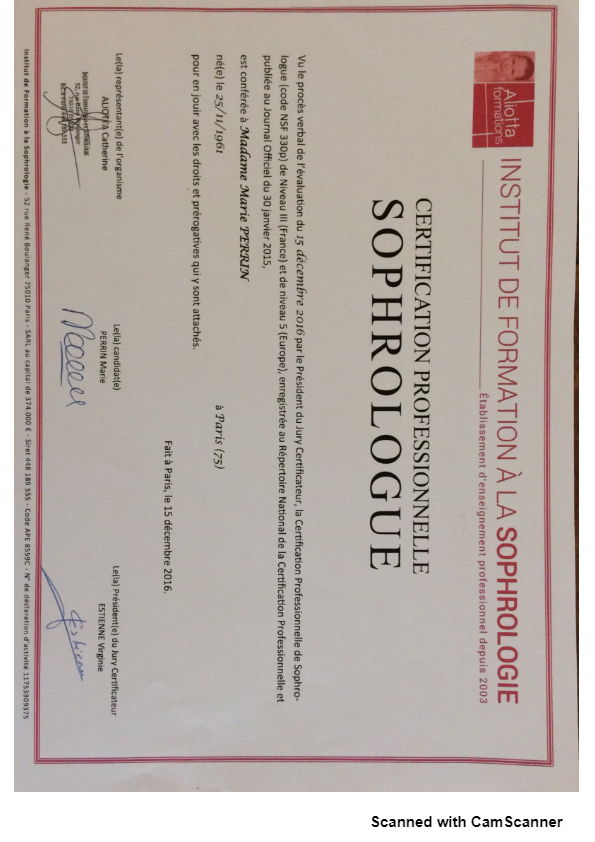 Aliotta
formations
INSTITUT DE FORMATION À LA SOPHROLOGIE
Établissement d'enseignement professionnel depuis 2003
CERTIFICATION PROFESSIONNELLE
SOPHROLOGUE
Vu le procès verbal de l'évaluation du 15 décembre 2016 par le Président du Jury Certificateur, la Certification Professionnelle de Sophro-
logue (code NSF 330p) de Niveau III (France) et de niveau 5 (Europe), enregistrée au Répertoire National de la Certification Professionnelle et
publiée au Journal Officiel du 30 janvier 2015,
est conférée à Madame Marie PERRIN
né(e) le 25/11/1961 à Paris (75)
pour en jouir avec les droits et prérogatives qui y sont attachés.
Fait à Paris, le 15 décembre 2016.
Le(la) représentant(e) de l'organisme
ALIOTTA Catherine
Le(la) candidat(e)
PERRIN Marie
Le(la) Président(e) du Jury Certificateur
ESTIENNE Virginie
Institut de Formation à la Sophrologie - 52 rue René Boulanger 75010 Paris - SARL au capital de 374.000 € - Siret 448 189 555 - Code APE 8559C - N° de déclaration d'activité 11753909375
Scanned with CamScanner